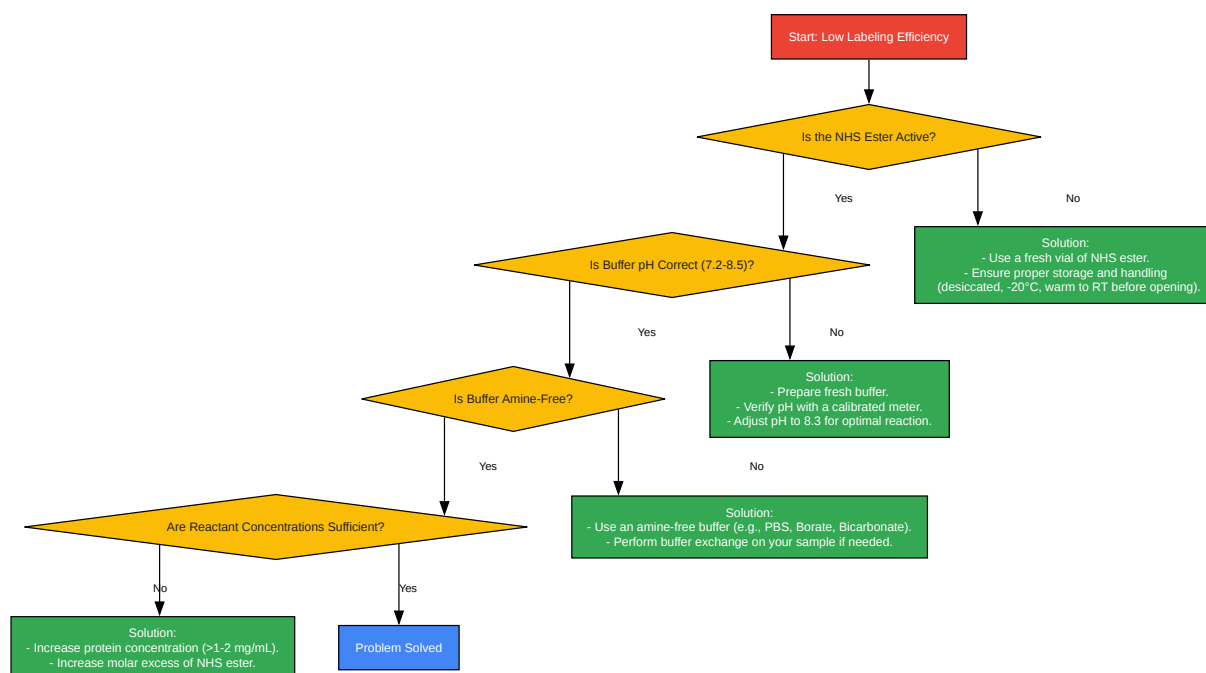 Start: Low Labeling Efficiency
Is the NHS Ester Active?
Yes
No
Solution:
- Use a fresh vial of NHS ester.
- Ensure proper storage and handling
(desiccated, -20°C, warm to RT before opening).
Is Buffer pH Correct (7.2-8.5)?
Yes
No
Solution:
- Prepare fresh buffer.
- Verify pH with a calibrated meter.
- Adjust pH to 8.3 for optimal reaction.
Is Buffer Amine-Free?
Yes
No
Solution:
- Use an amine-free buffer (e.g., PBS, Borate, Bicarbonate).
- Perform buffer exchange on your sample if needed.
Are Reactant Concentrations Sufficient?
No
Yes
Solution:
- Increase protein concentration (>1-2 mg/mL).
- Increase molar excess of NHS ester.
Problem Solved